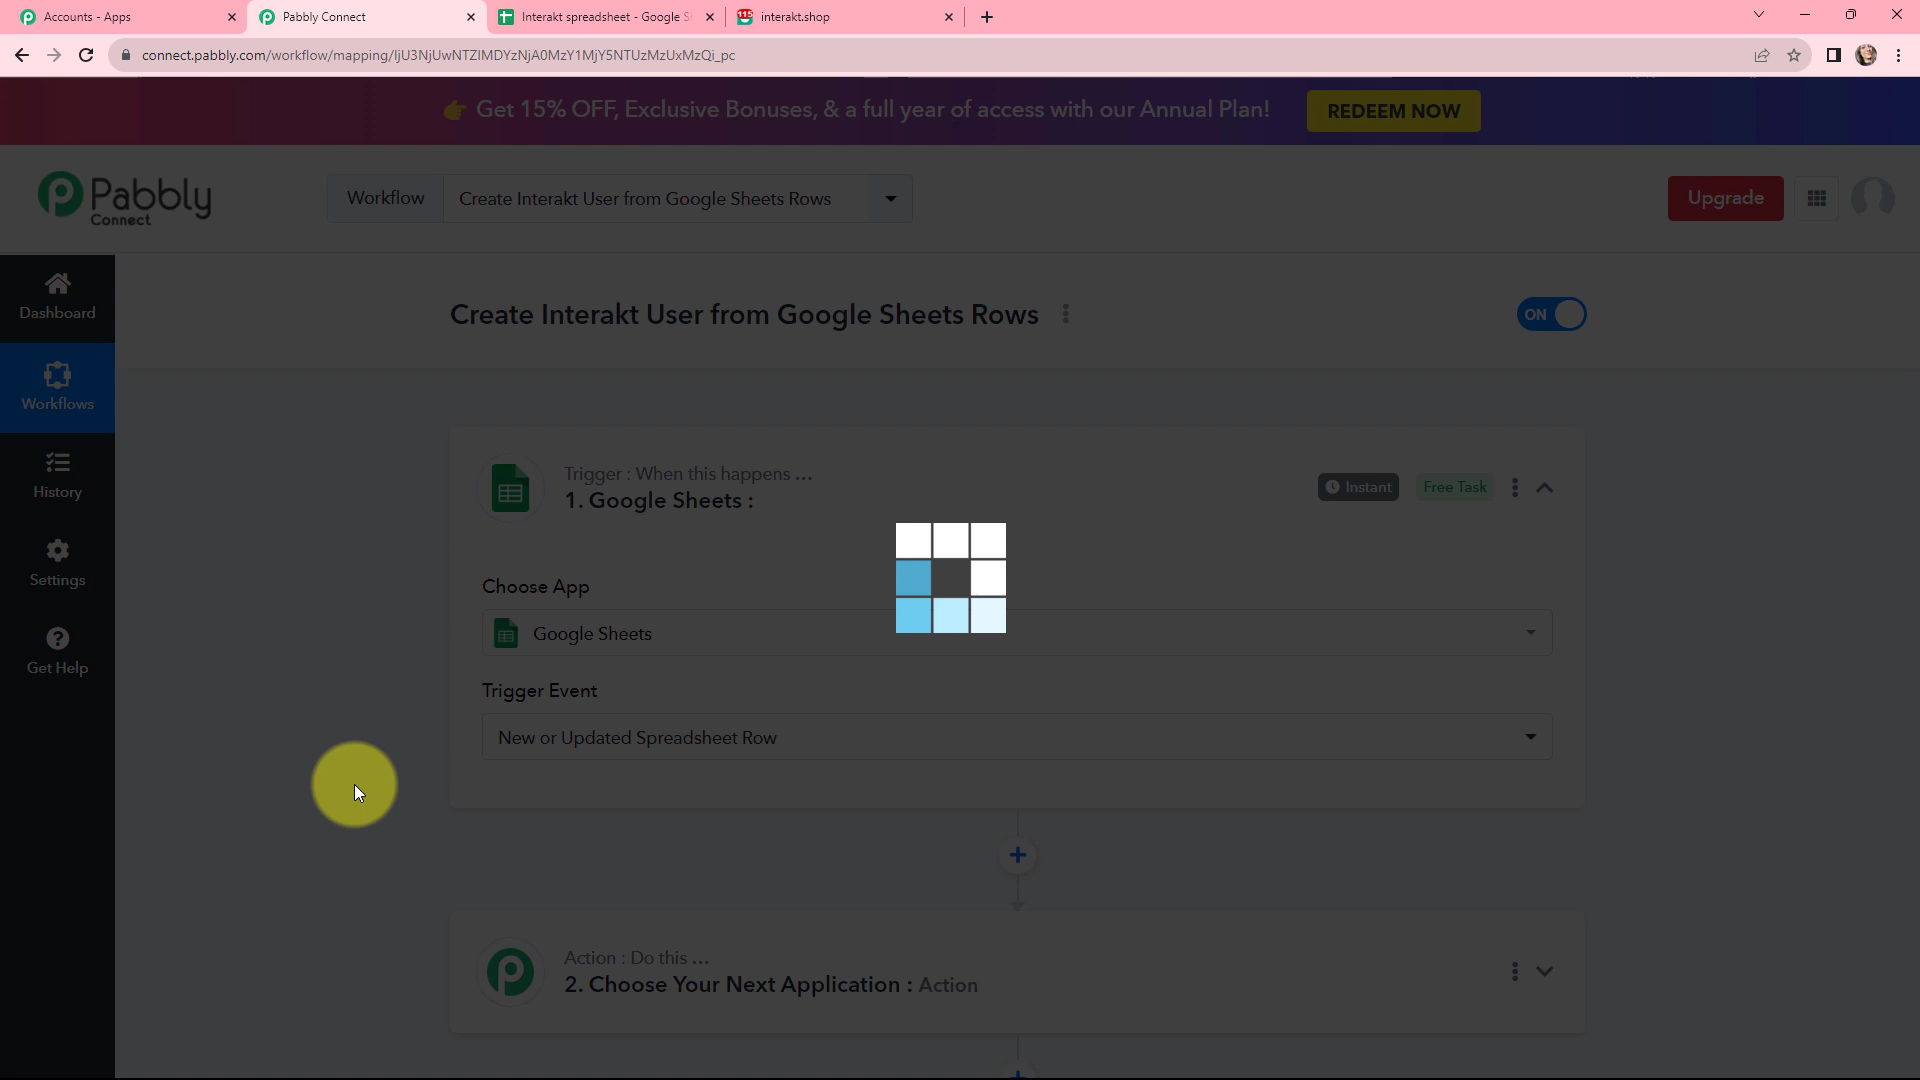 Accounts - Apps
Pabbly Connect
Interakt spreadsheet - Google S
115
interakt.shop
connect.pabbly.com/workflow/mapping/IjU3NjUwNTZlMDYzNjA0MzY1MjY5NTUzMzUxMzQi_pc
👉 Get 15% OFF, Exclusive Bonuses, & a full year of access with our Annual Plan!
REDEEM NOW
Pabbly
Connect
Workflow
Create Interakt User from Google Sheets Rows
Upgrade
Dashboard
Workflows
History
Settings
Get Help
Create Interakt User from Google Sheets Rows
ON
Trigger : When this happens ...
1. Google Sheets :
Instant
Free Task
Choose App
Google Sheets
Trigger Event
New or Updated Spreadsheet Row
Action : Do this ...
2. Choose Your Next Application : Action